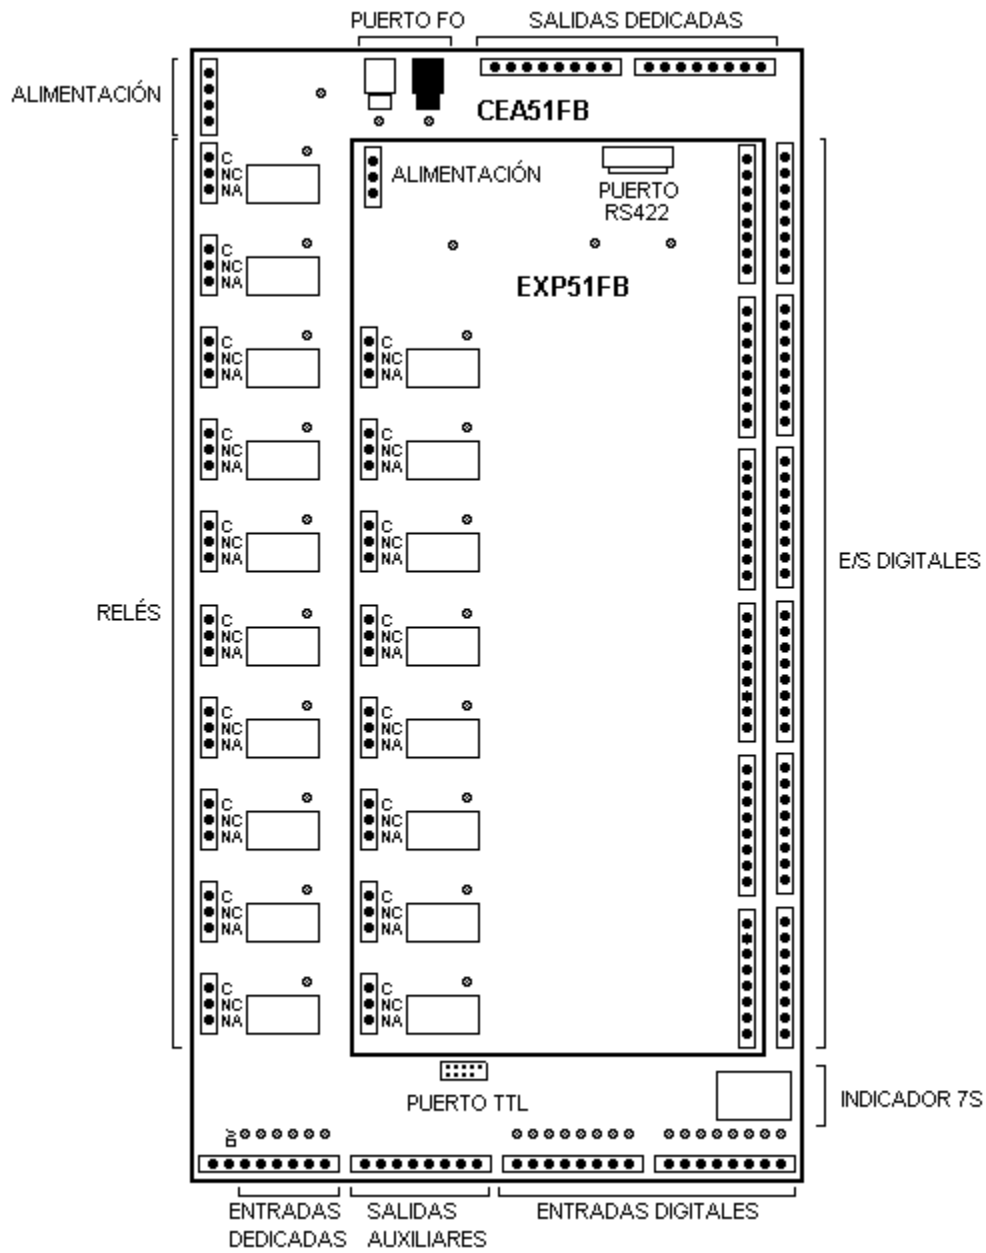 PUERTO FO
SALIDAS DEDICADAS
ALIMENTACIÓN
CEA51FB
C
NC
NA
ALIMENTACIÓN
PUERTO
RS422
C
NC
NA
EXP51FB
C
NC
NA
C
NC
NA
C
NC
NA
C
NC
NA
C
NC
NA
C
NC
NA
E/S DIGITALES
RELÉS
C
NC
NA
C
NC
NA
C
NC
NA
C
NC
NA
C
NC
NA
C
NC
NA
C
NC
NA
C
NC
NA
C
NC
NA
C
NC
NA
PUERTO TTL
INDICADOR 7S
0V
ENTRADAS
DEDICADAS
SALIDAS
AUXILIARES
ENTRADAS DIGITALES